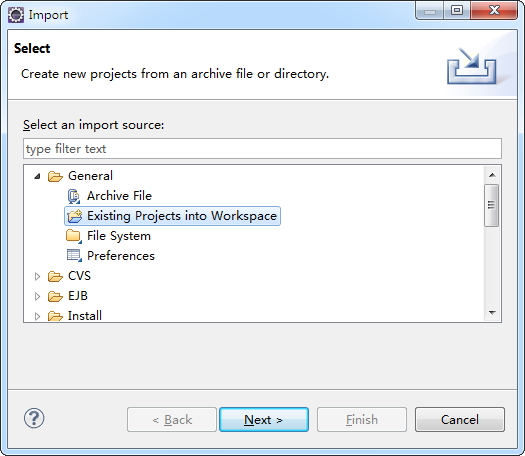 Import
Select
Create new projects from an archive file or directory.
Select an import source:
type filter text
General
Archive File
Existing Projects into Workspace
File System
Preferences
CVS
EJB
Install
?
< Back
Next >
Finish
Cancel